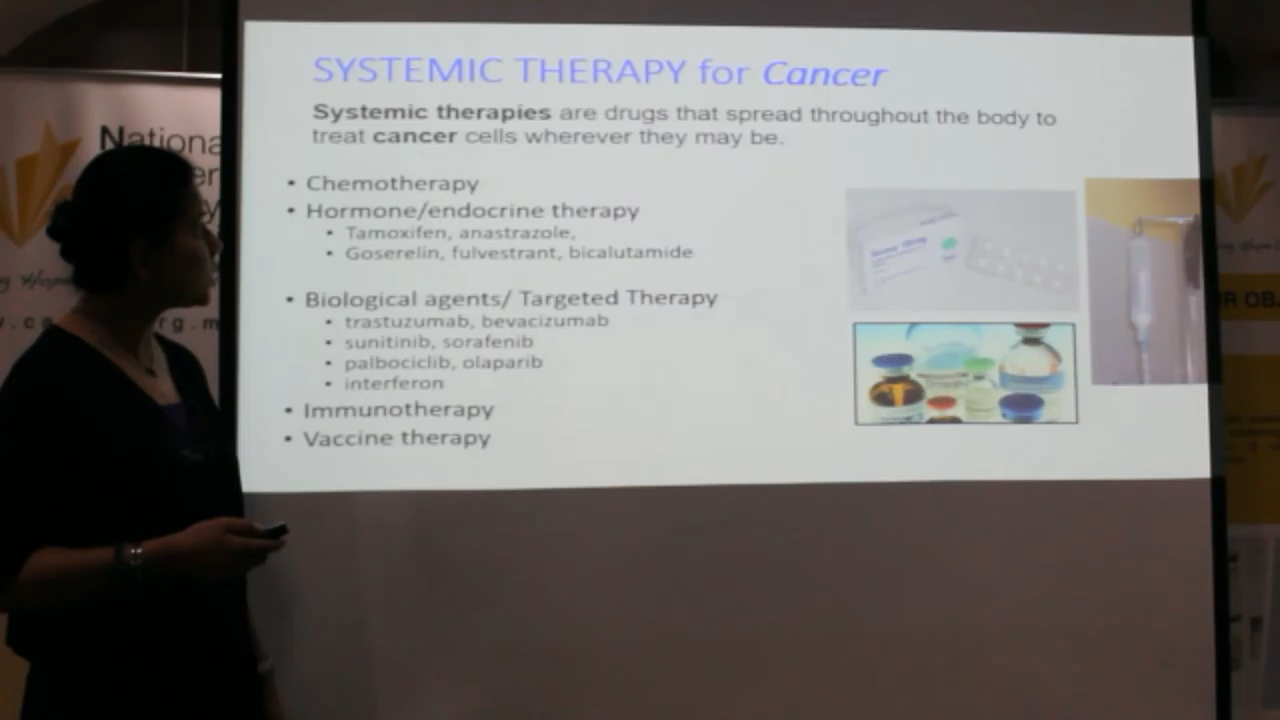 SYSTEMIC THERAPY for Cancer
Systemic therapies are drugs that spread throughout the body to
treat cancer cells wherever they may be.
• Chemotherapy
• Hormone/endocrine therapy
• Tamoxifen, anastrazole,
• Goserelin, fulvestrant, bicalutamide
• Biological agents/ Targeted Therapy
• trastuzumab, bevacizumab
• sunitinib, sorafenib
• palbociclib, olaparib
• interferon
• Immunotherapy
• Vaccine therapy
Nationa